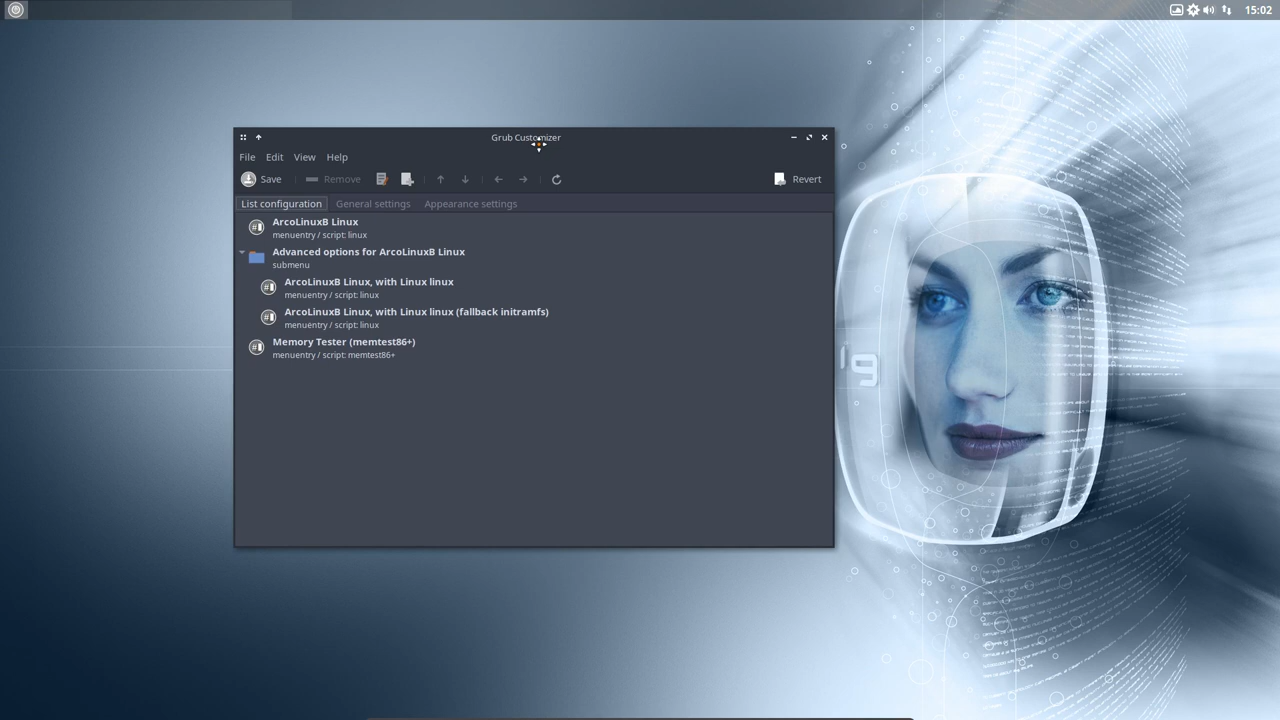 15:02
Grub Customizer
File Edit View Help
Save Remove Revert
List configuration General settings Appearance settings
ArcoLinuxB Linux
menuentry / script: linux
Advanced options for ArcoLinuxB Linux
submenu
ArcoLinuxB Linux, with Linux linux
menuentry / script: linux
ArcoLinuxB Linux, with Linux linux (fallback initramfs)
menuentry / script: linux
Memory Tester (memtest86+)
menuentry / script: memtest86+